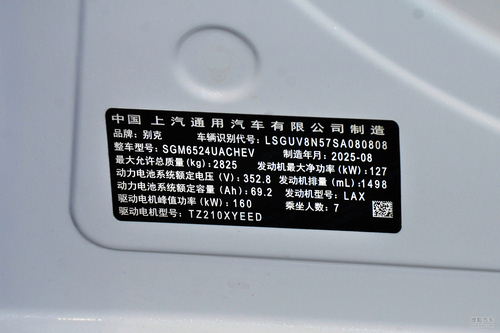 中国 上汽通用汽车有限公司制造
品牌: 别克 车辆识别代号: LSGUV8N57SA080808
整车型号: SGM6524UACHEV 制造年月: 2025-08
最大允许总质量 (kg): 2825 发动机最大净功率 (kW): 127
动力电池系统额定电压 (V): 352.8 发动机排量 (mL): 1498
动力电池系统额定容量 (Ah): 69.2 发动机型号: LAX
驱动电机峰值功率 (kW): 160 乘坐人数: 7
驱动电机型号: TZ210XYEED